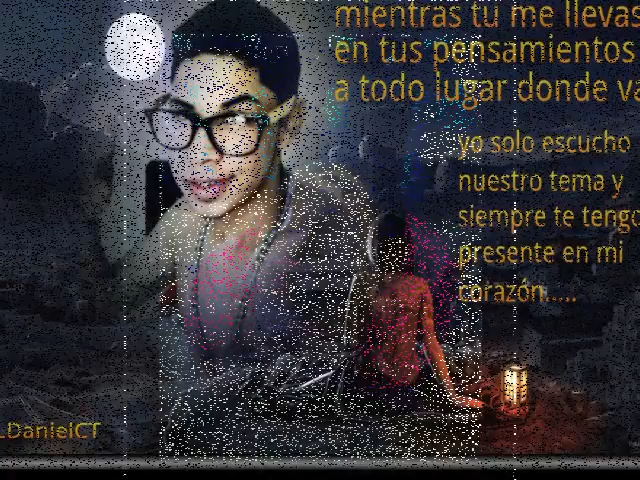 mientras tu me llevas
en tus pensamientos
a todo lugar donde va
yo solo escucho
nuestro tema y
siempre te tengo
presente en mi
corazón.....
LDanielCT